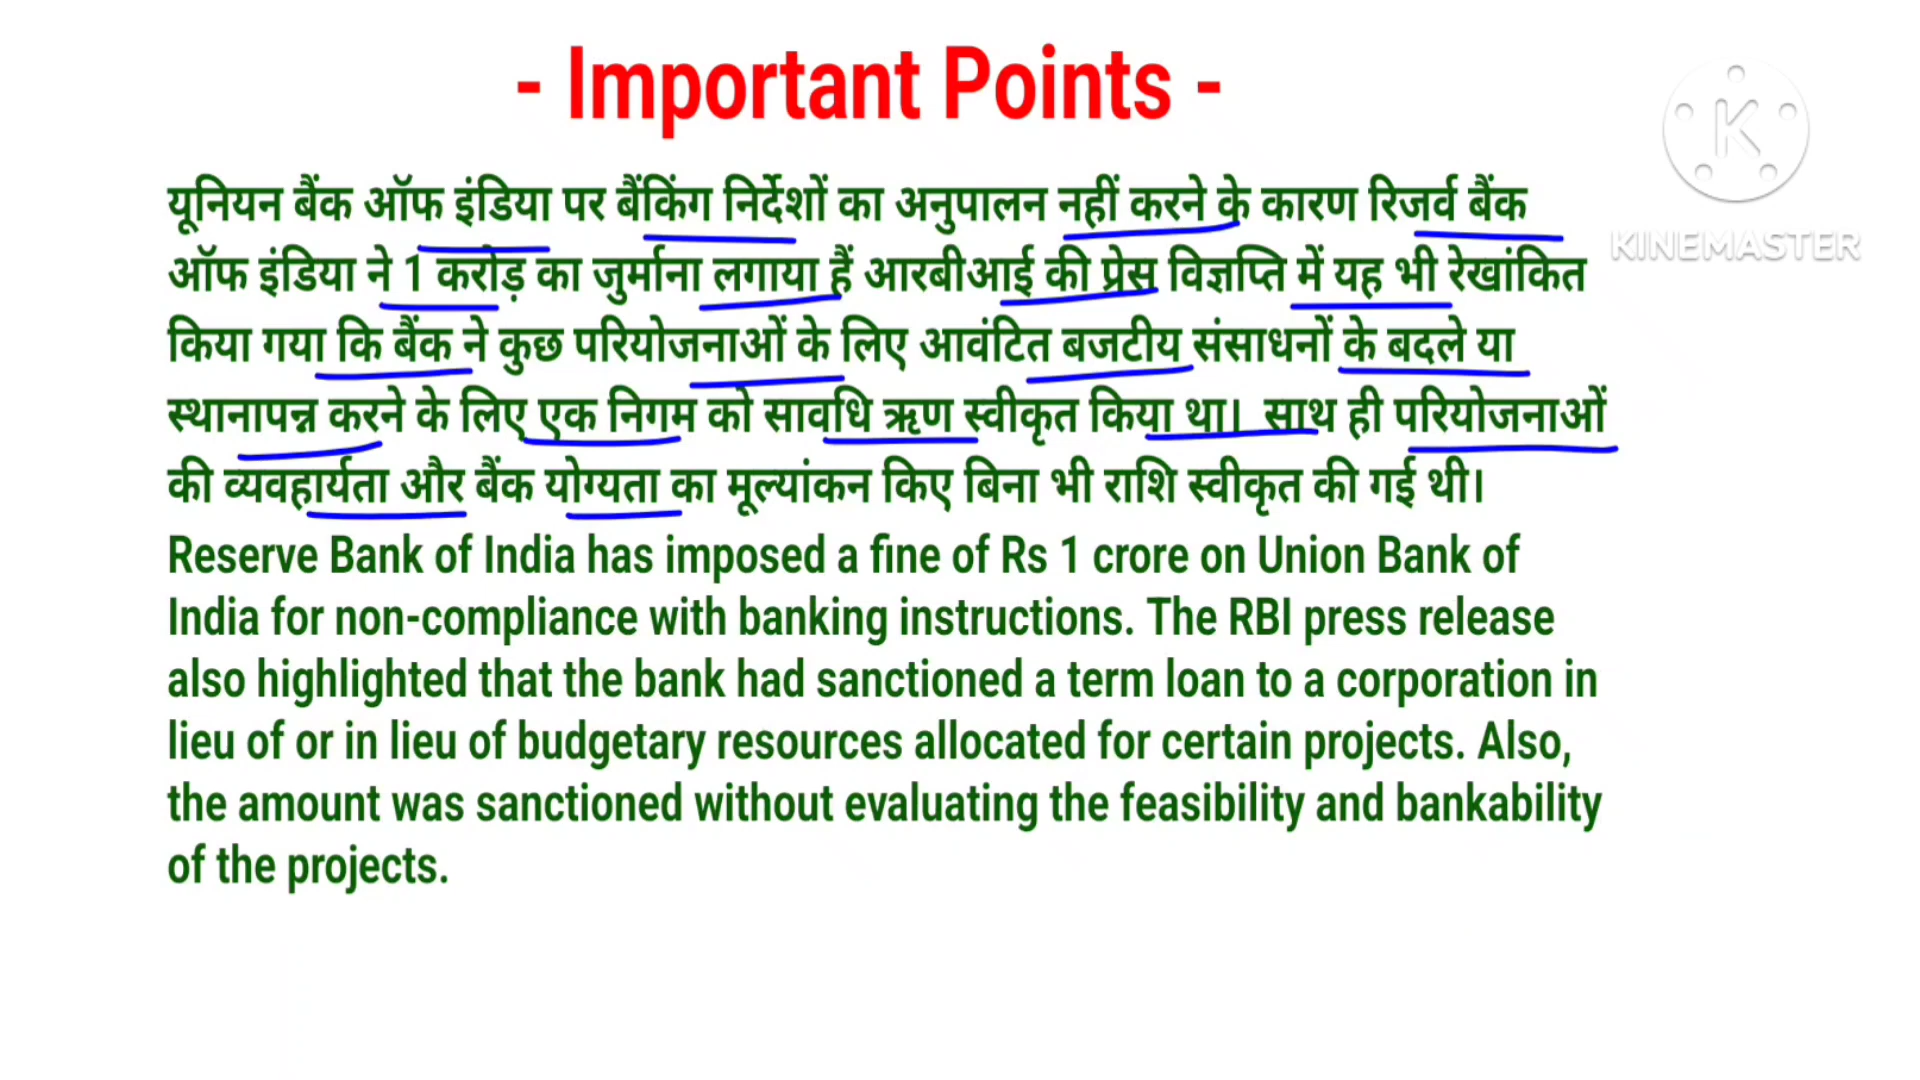 - Important Points -
KINEMASTER
यूनियन बैंक ऑफ इंडिया पर बैंकिंग निर्देशों का अनुपालन नहीं करने के कारण रिजर्व बैंक
ऑफ इंडिया ने 1 करोड़ का जुर्माना लगाया हैं आरबीआई की प्रेस विज्ञप्ति में यह भी रेखांकित
किया गया कि बैंक ने कुछ परियोजनाओं के लिए आवंटित बजटीय संसाधनों के बदले या
स्थानापन्न करने के लिए एक निगम को सावधि ऋण स्वीकृत किया था। साथ ही परियोजनाओं
की व्यवहार्यता और बैंक योग्यता का मूल्यांकन किए बिना भी राशि स्वीकृत की गई थी।
Reserve Bank of India has imposed a fine of Rs 1 crore on Union Bank of
India for non-compliance with banking instructions. The RBI press release
also highlighted that the bank had sanctioned a term loan to a corporation in
lieu of or in lieu of budgetary resources allocated for certain projects. Also,
the amount was sanctioned without evaluating the feasibility and bankability
of the projects.